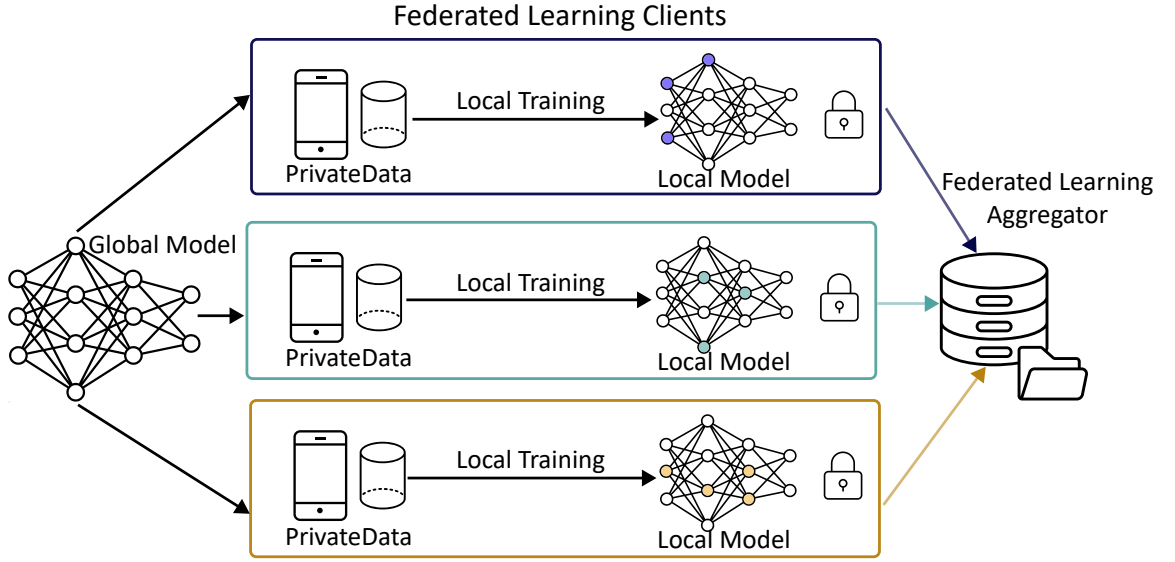 Federated Learning Clients
Local Training
PrivateData
Local Model
Federated Learning
Aggregator
Global Model
Local Training
PrivateData
Local Model
Local Training
PrivateData
Local Model